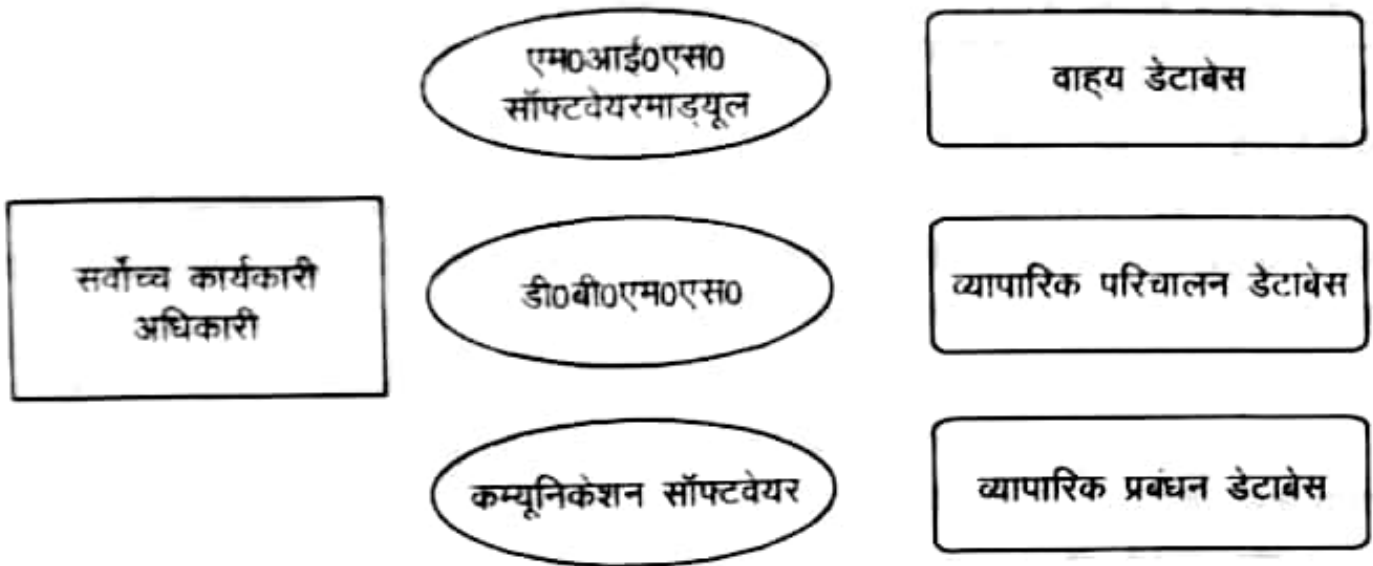 एम0आई0एस0
सॉफ्टवेयरमाड्यूल
वाह्य डेटाबेस
सर्वोच्च कार्यकारी
अधिकारी
डी0बी0एम0एस0
व्यापारिक परिचालन डेटाबेस
कम्यूनिकेशन सॉफ्टवेयर
व्यापारिक प्रबंधन डेटाबेस